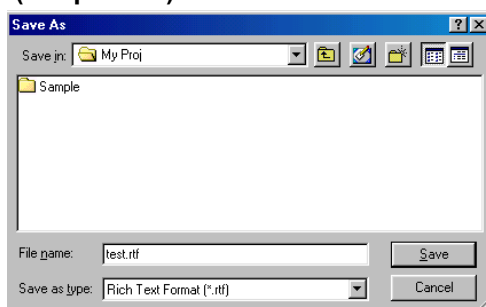 Save As
Save in: My Proj
Sample
File name: test.rtf
Save
Save as type: Rich Text Format (*.rtf)
Cancel